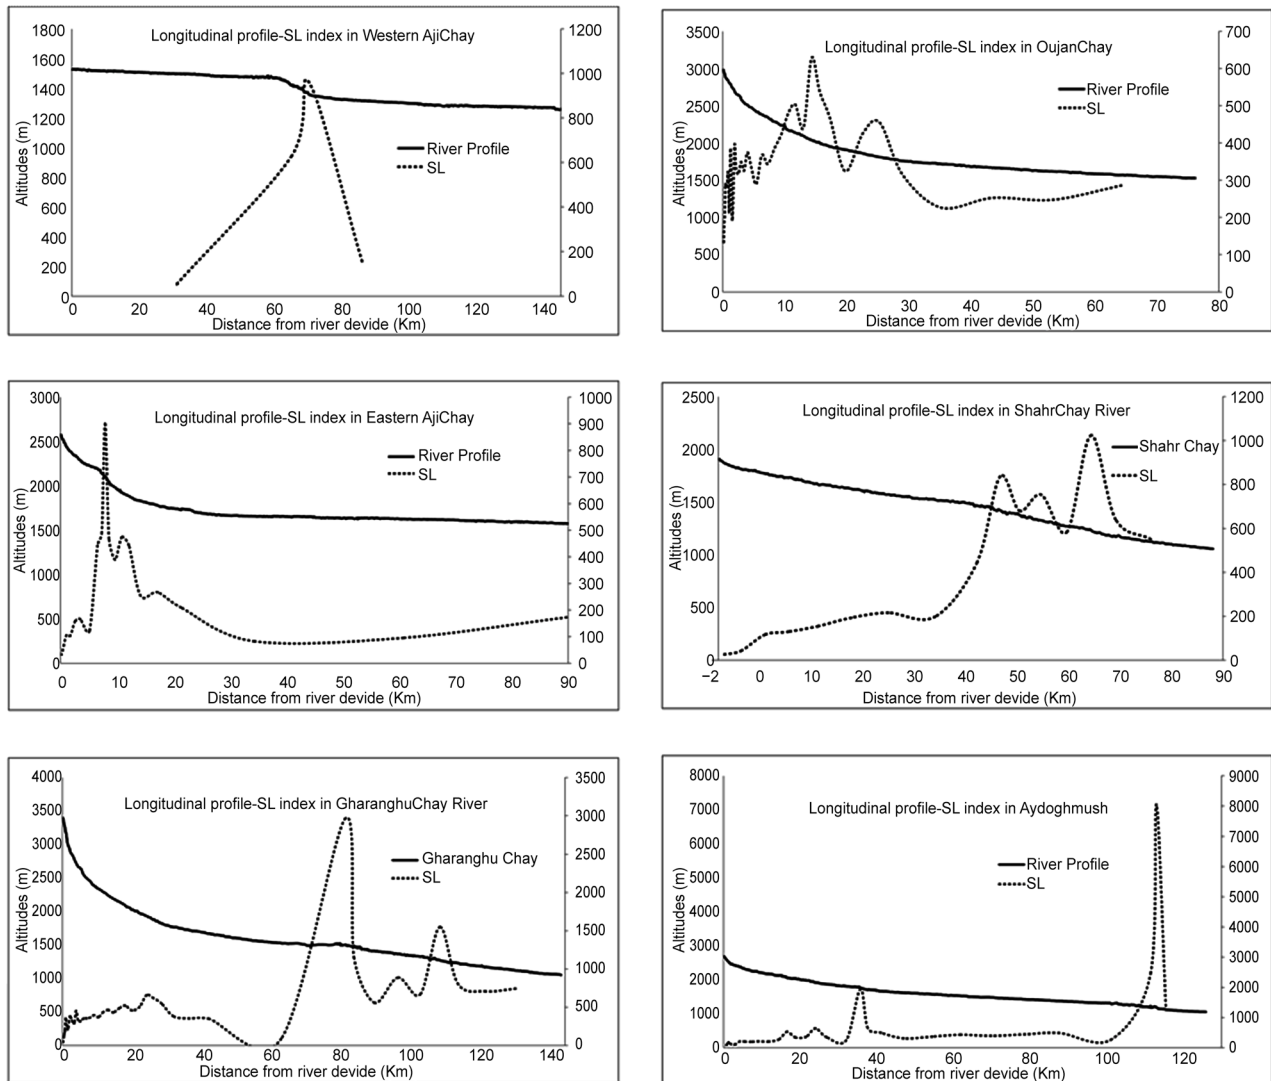 Longitudinal profile-SL index in Western AjiChay
Altitudes (m)
1800
1600
1400
1200
1000
800
600
400
200
0
1200
1000
800
600
400
200
0
River Profile
SL
0 20 40 60 80 100 120 140
Distance from river devide (Km)
Longitudinal profile-SL index in OujanChay
Altitudes (m)
3500
3000
2500
2000
1500
1000
500
0
700
600
500
400
300
200
100
0
River Profile
SL
0 10 20 30 40 50 60 70 80
Distance from river devide (Km)
Longitudinal profile-SL index in Eastern AjiChay
Altitudes (m)
3000
2500
2000
1500
1000
500
0
1000
900
800
700
600
500
400
300
200
100
0
River Profile
SL
0 10 20 30 40 50 60 70 80 90
Distance from river devide (Km)
Longitudinal profile-SL index in ShahrChay River
Altitudes (m)
2500
2000
1500
1000
500
0
1200
1000
800
600
400
200
0
Shahr Chay
SL
−2 0 10 20 30 40 50 60 70 80 90
Distance from river devide (Km)
Longitudinal profile-SL index in GharanghuChay River
Altitudes (m)
4000
3500
3000
2500
2000
1500
1000
500
0
3500
3000
2500
2000
1500
1000
500
0
Gharanghu Chay
SL
0 20 40 60 80 100 120 140
Distance from river devide (Km)
Longitudinal profile-SL index in Aydoghmush
Altitudes (m)
8000
7000
6000
5000
4000
3000
2000
1000
0
9000
8000
7000
6000
5000
4000
3000
2000
1000
0
River Profile
SL
0 20 40 60 80 100 120
Distance from river devide (Km)